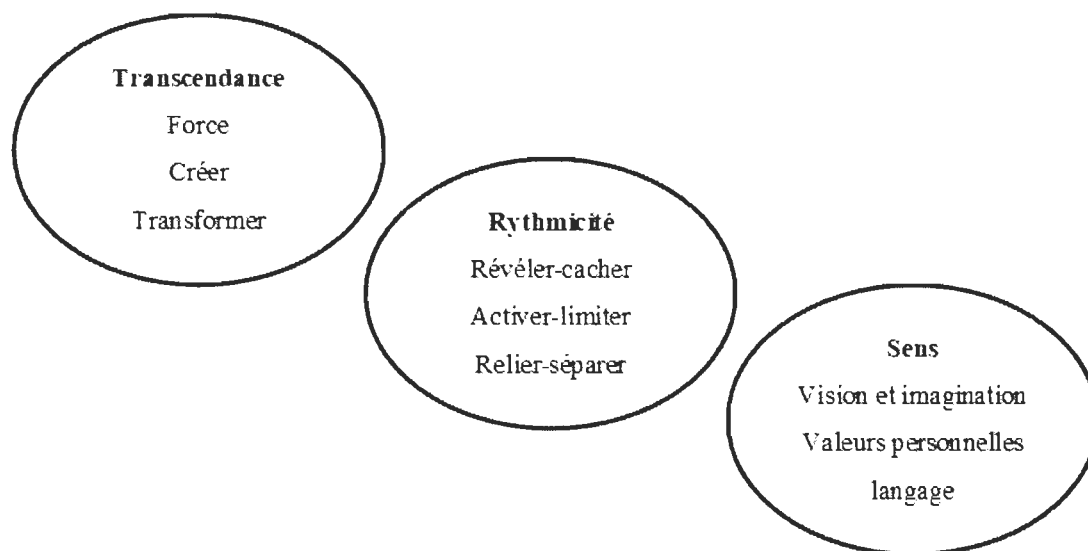 Transcendance
Force
Créer
Transformer
Rythmicité
Révéler-cacher
Activer-limiter
Relier-séparer
Sens
Vision et imagination
Valeurs personnelles
langage